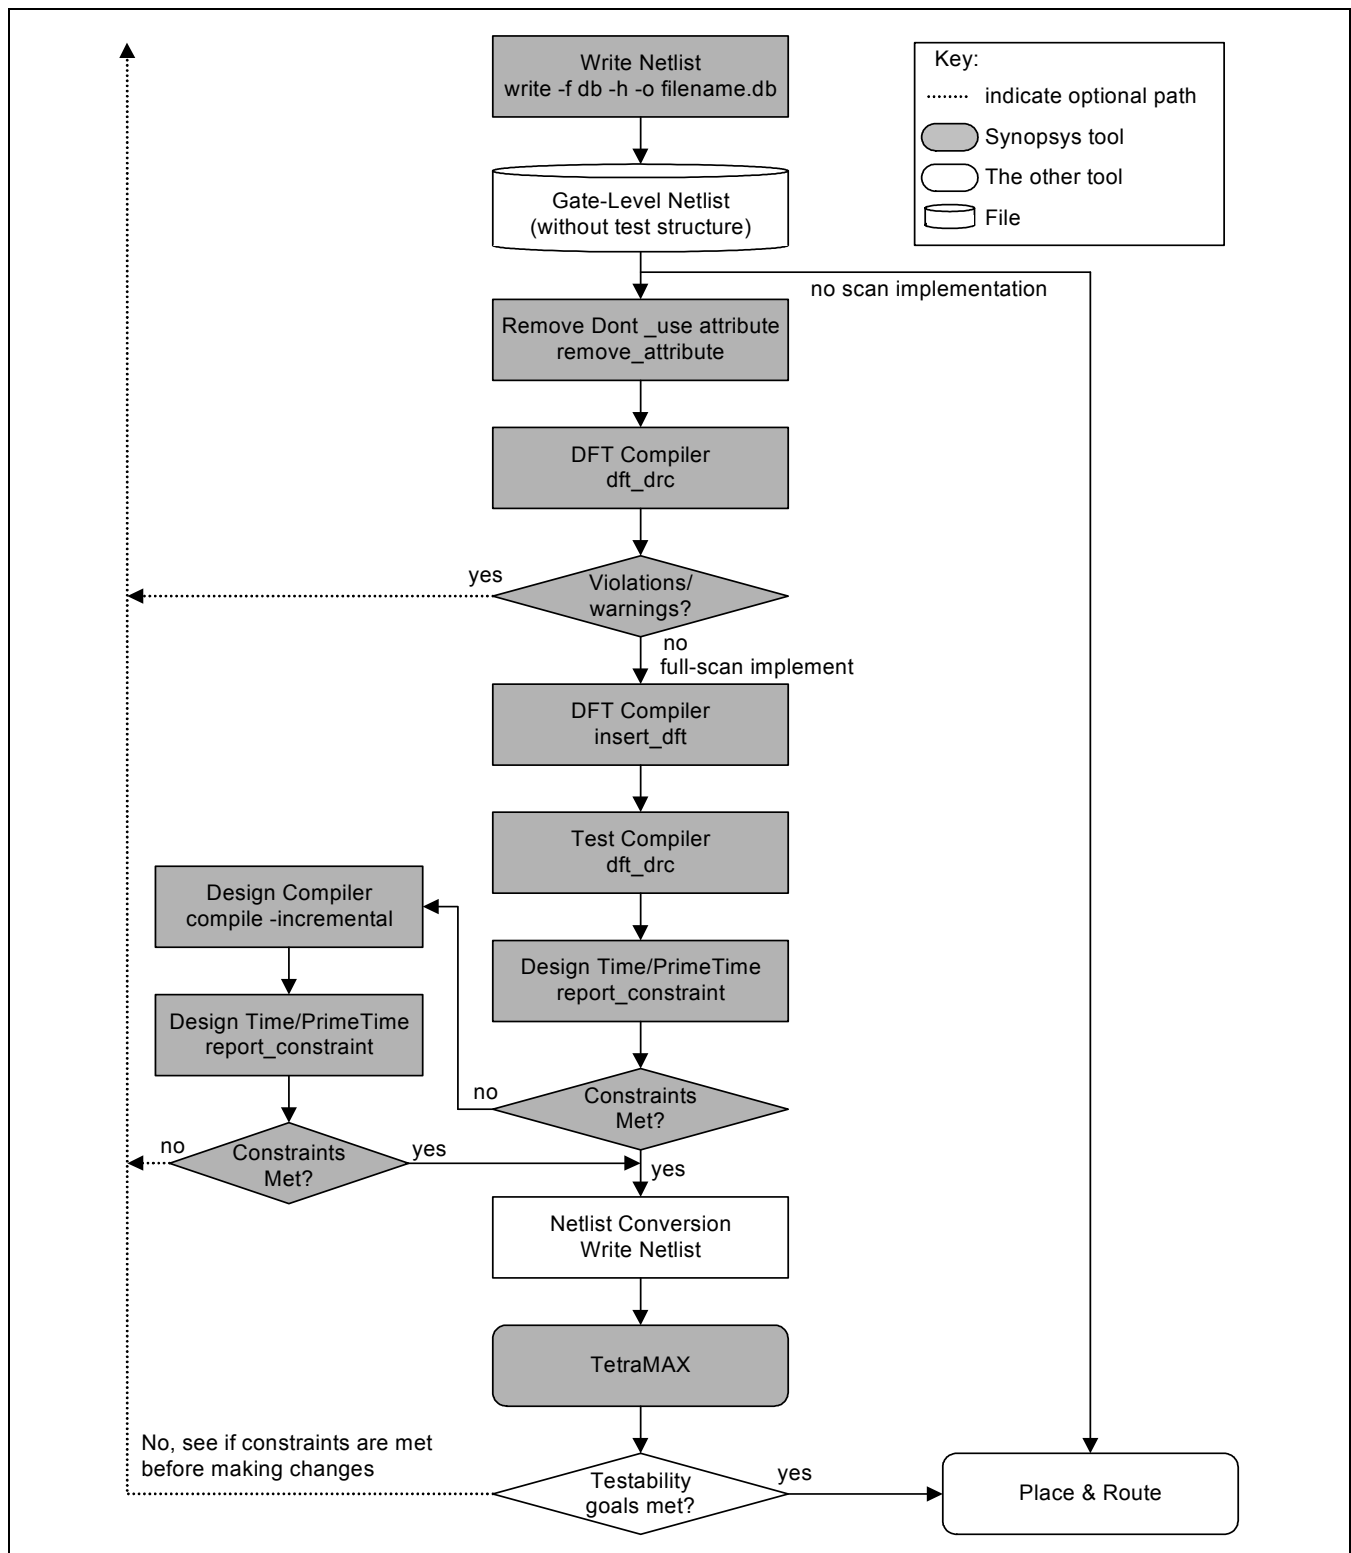 Write Netlist
write -f db -h -o filename.db
Key:
indicate optional path
Synopsys tool
The other tool
File
Gate-Level Netlist
(without test structure)
no scan implementation
Remove Dont _use attribute
remove_attribute
DFT Compiler
dft_drc
yes
Violations/
warnings?
no
full-scan implement
DFT Compiler
insert_dft
Test Compiler
dft_drc
Design Compiler
compile -incremental
Design Time/PrimeTime
report_constraint
Design Time/PrimeTime
report_constraint
no
Constraints
Met?
no
Constraints
Met?
yes
yes
Netlist Conversion
Write Netlist
TetraMAX
No, see if constraints are met
before making changes
Testability
goals met?
yes
Place & Route